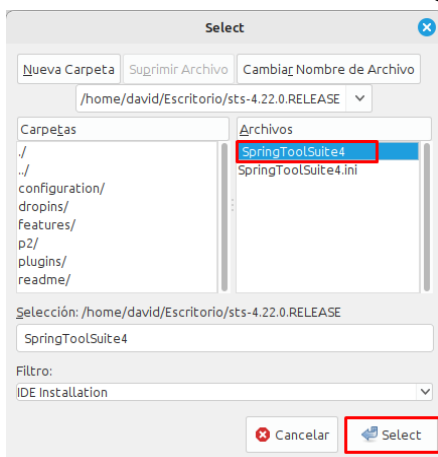 Select
Nueva Carpeta Suprimir Archivo Cambiar Nombre de Archivo
/home/david/Escritorio/sts-4.22.0.RELEASE
Carpetas
Archivos
./
../
configuration/
dropins/
features/
p2/
plugins/
readme/
SpringToolSuite4
SpringToolSuite4.ini
Selección: /home/david/Escritorio/sts-4.22.0.RELEASE
SpringToolSuite4
Filtro:
IDE Installation
Cancelar Select